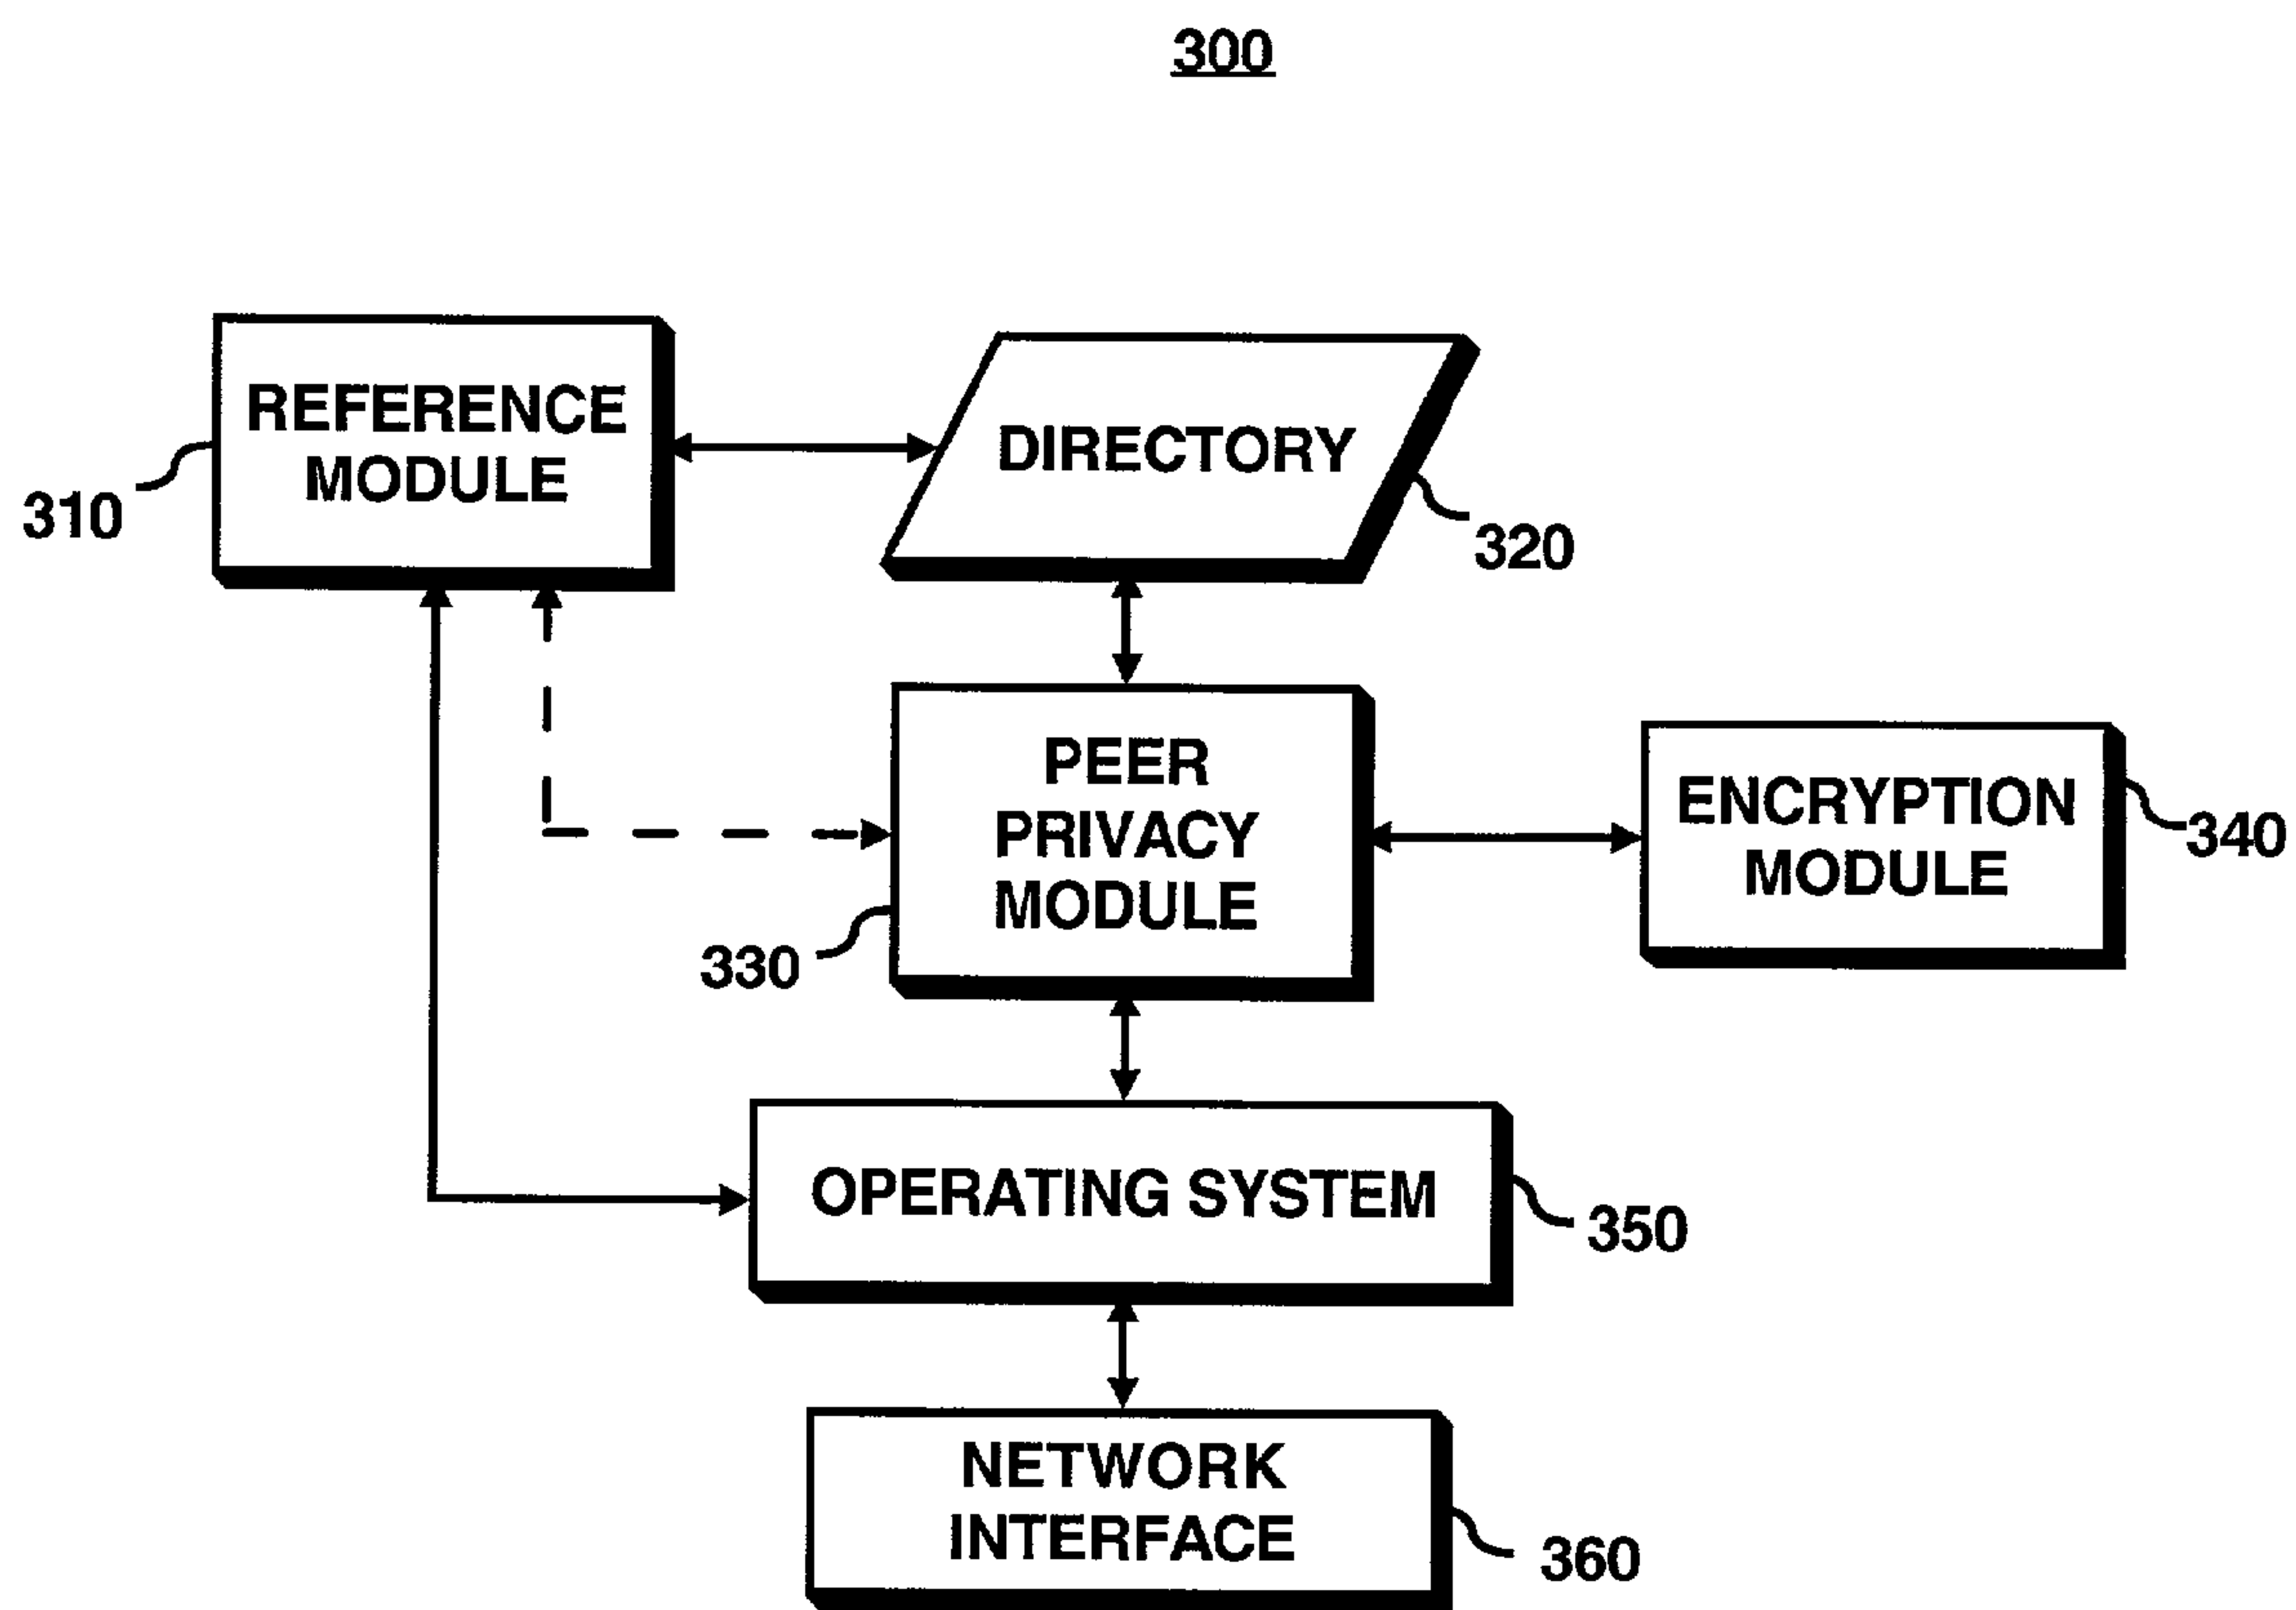 300
REFERENCE
MODULE
310
DIRECTORY
320
PEER
PRIVACY
MODULE
330
ENCRYPTION
MODULE
340
OPERATING SYSTEM
350
NETWORK
INTERFACE
360